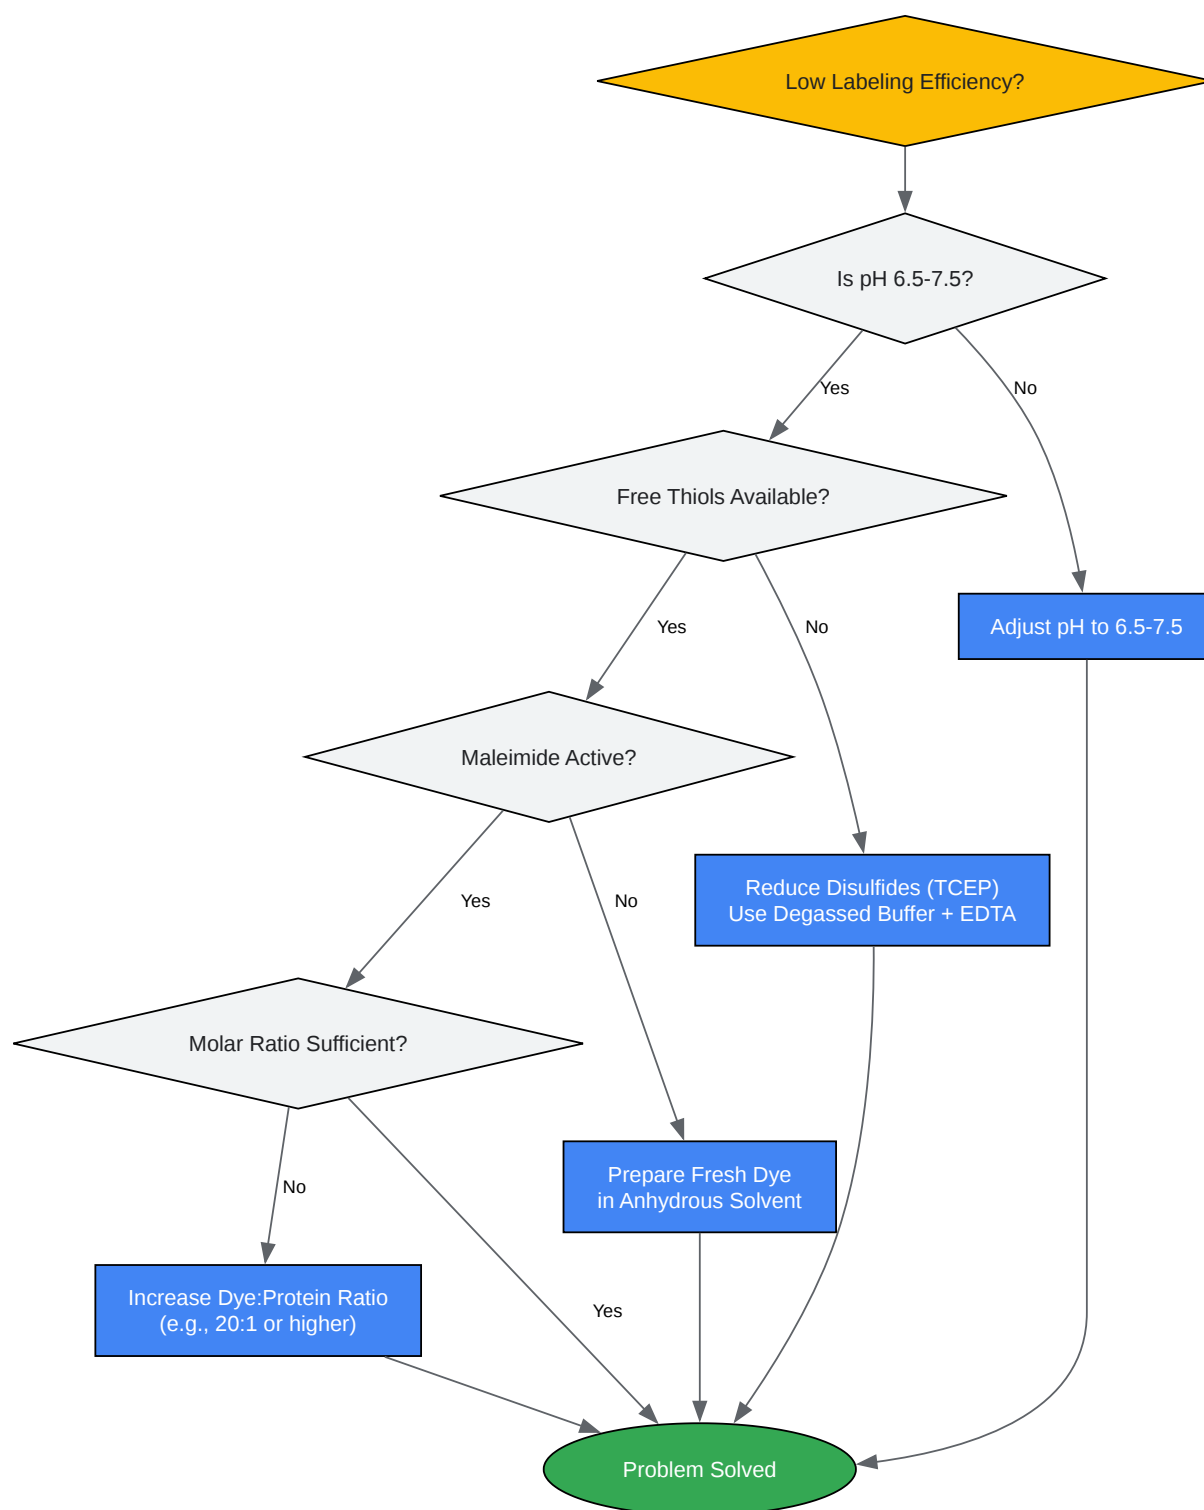 Low Labeling Efficiency?
Is pH 6.5-7.5?
Yes
No
Free Thiols Available?
Yes
No
Adjust pH to 6.5-7.5
Maleimide Active?
Yes
No
Reduce Disulfides (TCEP)
Use Degassed Buffer + EDTA
Molar Ratio Sufficient?
No
Yes
Prepare Fresh Dye
in Anhydrous Solvent
Increase Dye:Protein Ratio
(e.g., 20:1 or higher)
Problem Solved